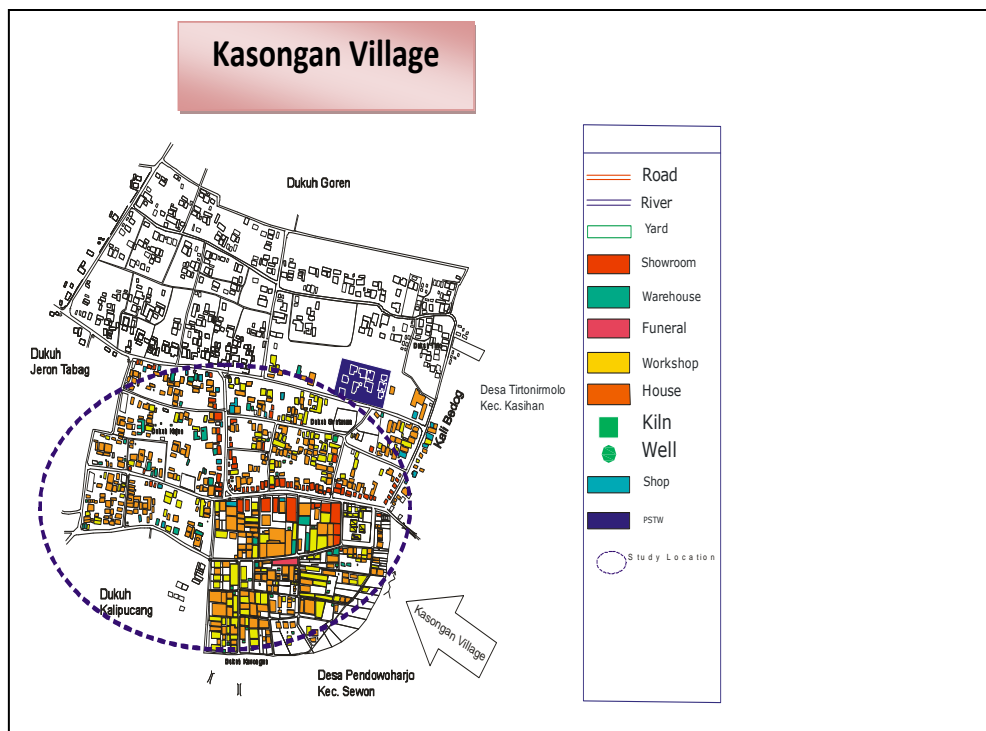 Kasongan Village
Dukuh Goren
Dukuh
Jeron Tabag
Desa Tirtonirmolo
Kec. Kasihan
Kali Bedog
Dukuh
Kalipucang
Kasongan Village
Desa Pendowoharjo
Kec. Sewon
Road
River
Yard
Showroom
Warehouse
Funeral
Workshop
House
Kiln
Well
Shop
PSTW
Study Location